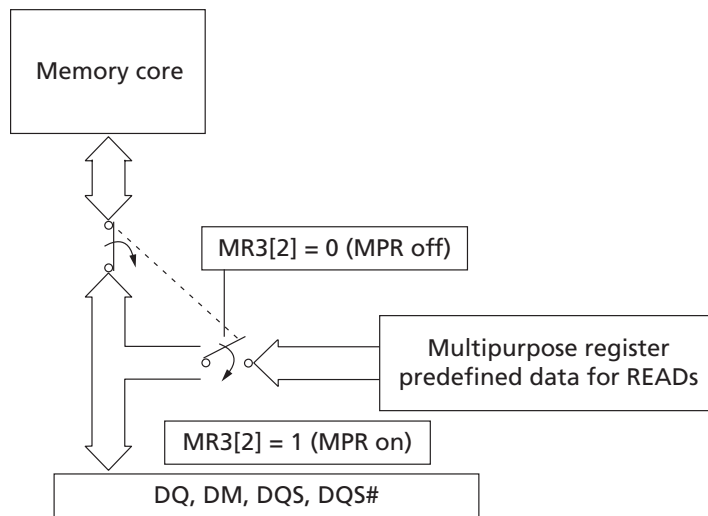 Memory core
MR3[2] = 0 (MPR off)
Multipurpose register
predefined data for READs
MR3[2] = 1 (MPR on)
DQ, DM, DQS, DQS#